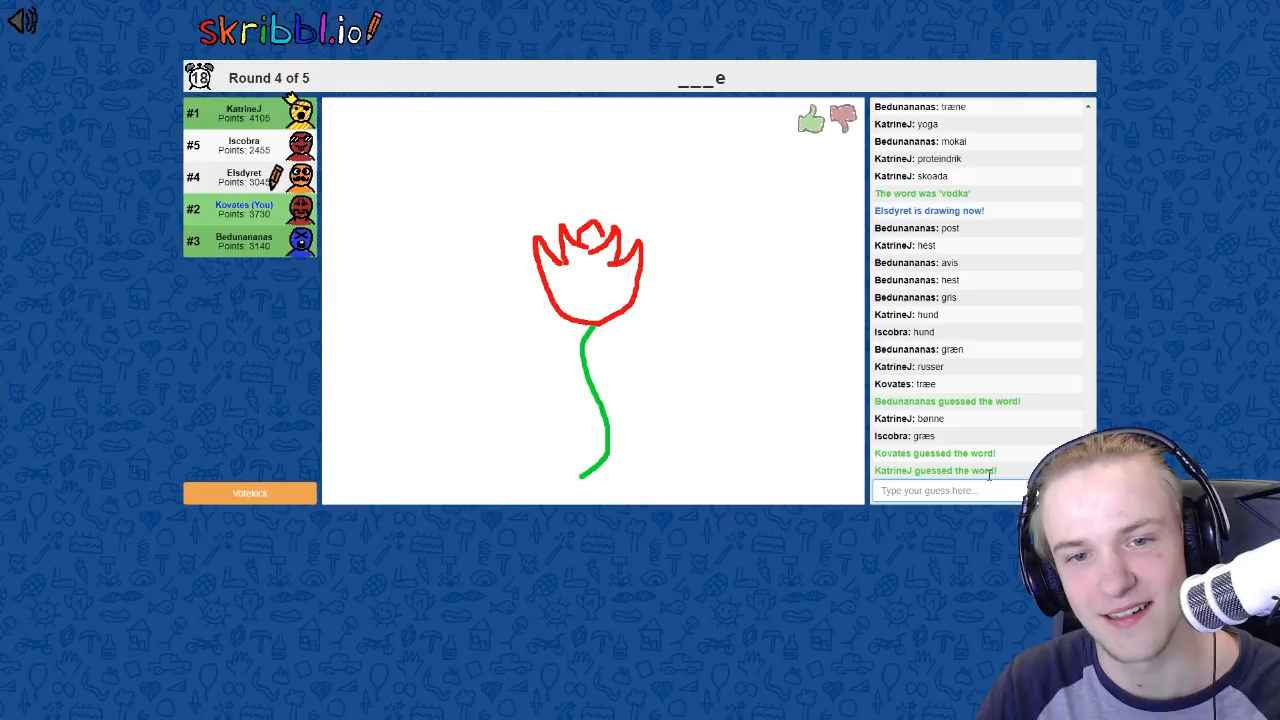 skribbl.io
18
Round 4 of 5
___e
#1
KatrineJ
Points: 4105
#5
Iscobra
Points: 2455
#4
Elsdyret
Points: 3045
#2
Kovates (You)
Points: 3730
#3
Bedunananas
Points: 3140
Votekick
Bedunananas: træne
KatrineJ: yoga
Bedunananas: mokai
KatrineJ: proteindrik
KatrineJ: skoada
The word was 'vodka'
Elsdyret is drawing now!
Bedunananas: post
KatrineJ: hest
Bedunananas: avis
Bedunananas: hest
Bedunananas: gris
KatrineJ: hund
Iscobra: hund
Bedunananas: græn
KatrineJ: russer
Kovates: træe
Bedunananas guessed the word!
KatrineJ: bønne
Iscobra: græs
Kovates guessed the word!
KatrineJ guessed the word!
Type your guess here...